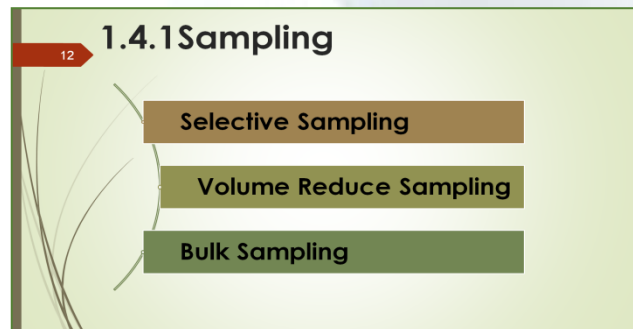 1.4.1Sampling
12
Selective Sampling
Volume Reduce Sampling
Bulk Sampling